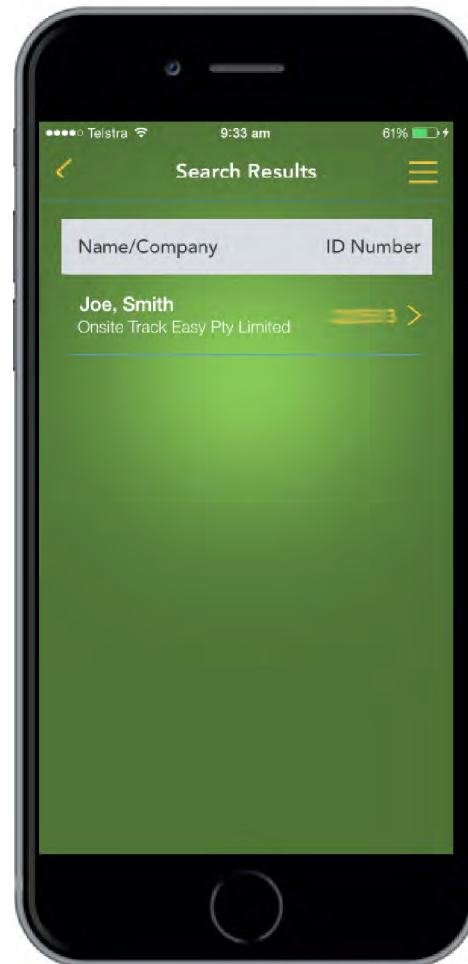 Telstra 9:33 am 61%
Search Results
Name/Company ID Number
Joe, Smith
Onsite Track Easy Pty Limited